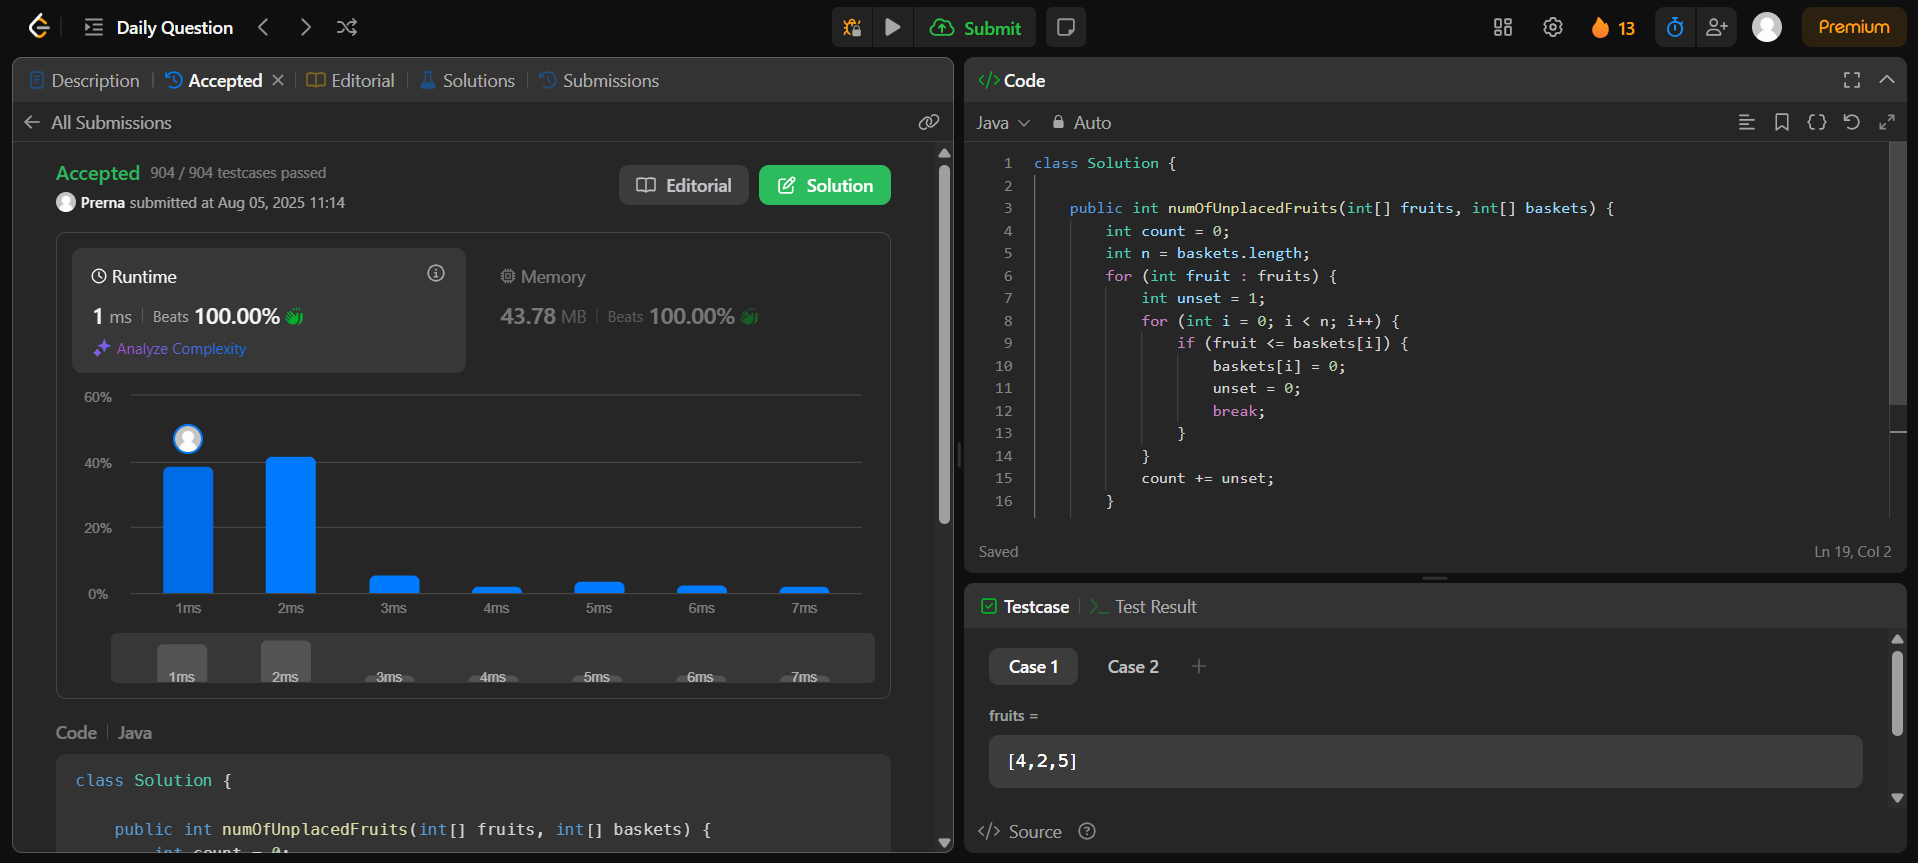 Daily Question
Submit
13
Premium
Description
Accepted
Editorial
Solutions
Submissions
All Submissions
Accepted 904 / 904 testcases passed
Prerna submitted at Aug 05, 2025 11:14
Editorial
Solution
Runtime
1 ms Beats 100.00%
Analyze Complexity
Memory
43.78 MB Beats 100.00%
60%
40%
20%
0%
1ms 2ms 3ms 4ms 5ms 6ms 7ms
1ms 2ms 3ms 4ms 5ms 6ms 7ms
Code Java
class Solution {
public int numOfUnplacedFruits(int[] fruits, int[] baskets) {
int count = 0;
</> Code
Java Auto
1 class Solution {
2
3 public int numOfUnplacedFruits(int[] fruits, int[] baskets) {
4 int count = 0;
5 int n = baskets.length;
6 for (int fruit : fruits) {
7 int unset = 1;
8 for (int i = 0; i < n; i++) {
9 if (fruit <= baskets[i]) {
10 baskets[i] = 0;
11 unset = 0;
12 break;
13 }
14 }
15 count += unset;
16 }
Saved
Ln 19, Col 2
Testcase
Test Result
Case 1
Case 2
fruits =
[4,2,5]
</> Source